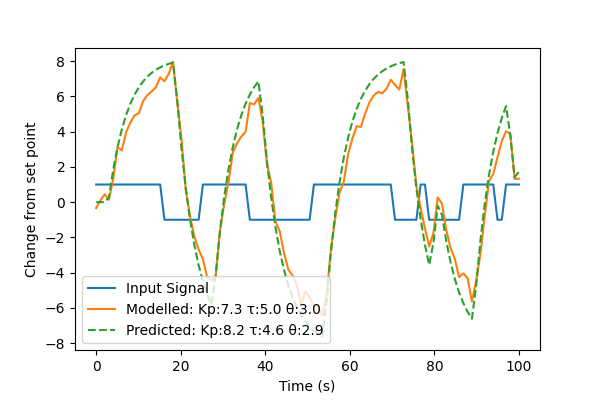 8
6
4
2
0
−2
−4
−6
−8
Change from set point
Input Signal
Modelled: Kp:7.3 τ:5.0 θ:3.0
Predicted: Kp:8.2 τ:4.6 θ:2.9
0 20 40 60 80 100
Time (s)